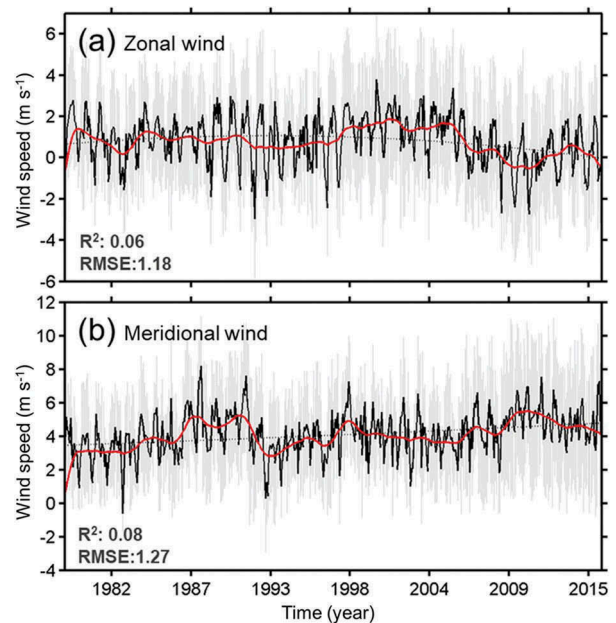 (a) Zonal wind
Wind speed (m s⁻¹)
6
4
2
0
-2
-4
-6
R²: 0.06
RMSE:1.18
(b) Meridional wind
Wind speed (m s⁻¹)
12
10
8
6
4
2
0
-2
-4
R²: 0.08
RMSE:1.27
1982 1987 1993 1998 2004 2009 2015
Time (year)